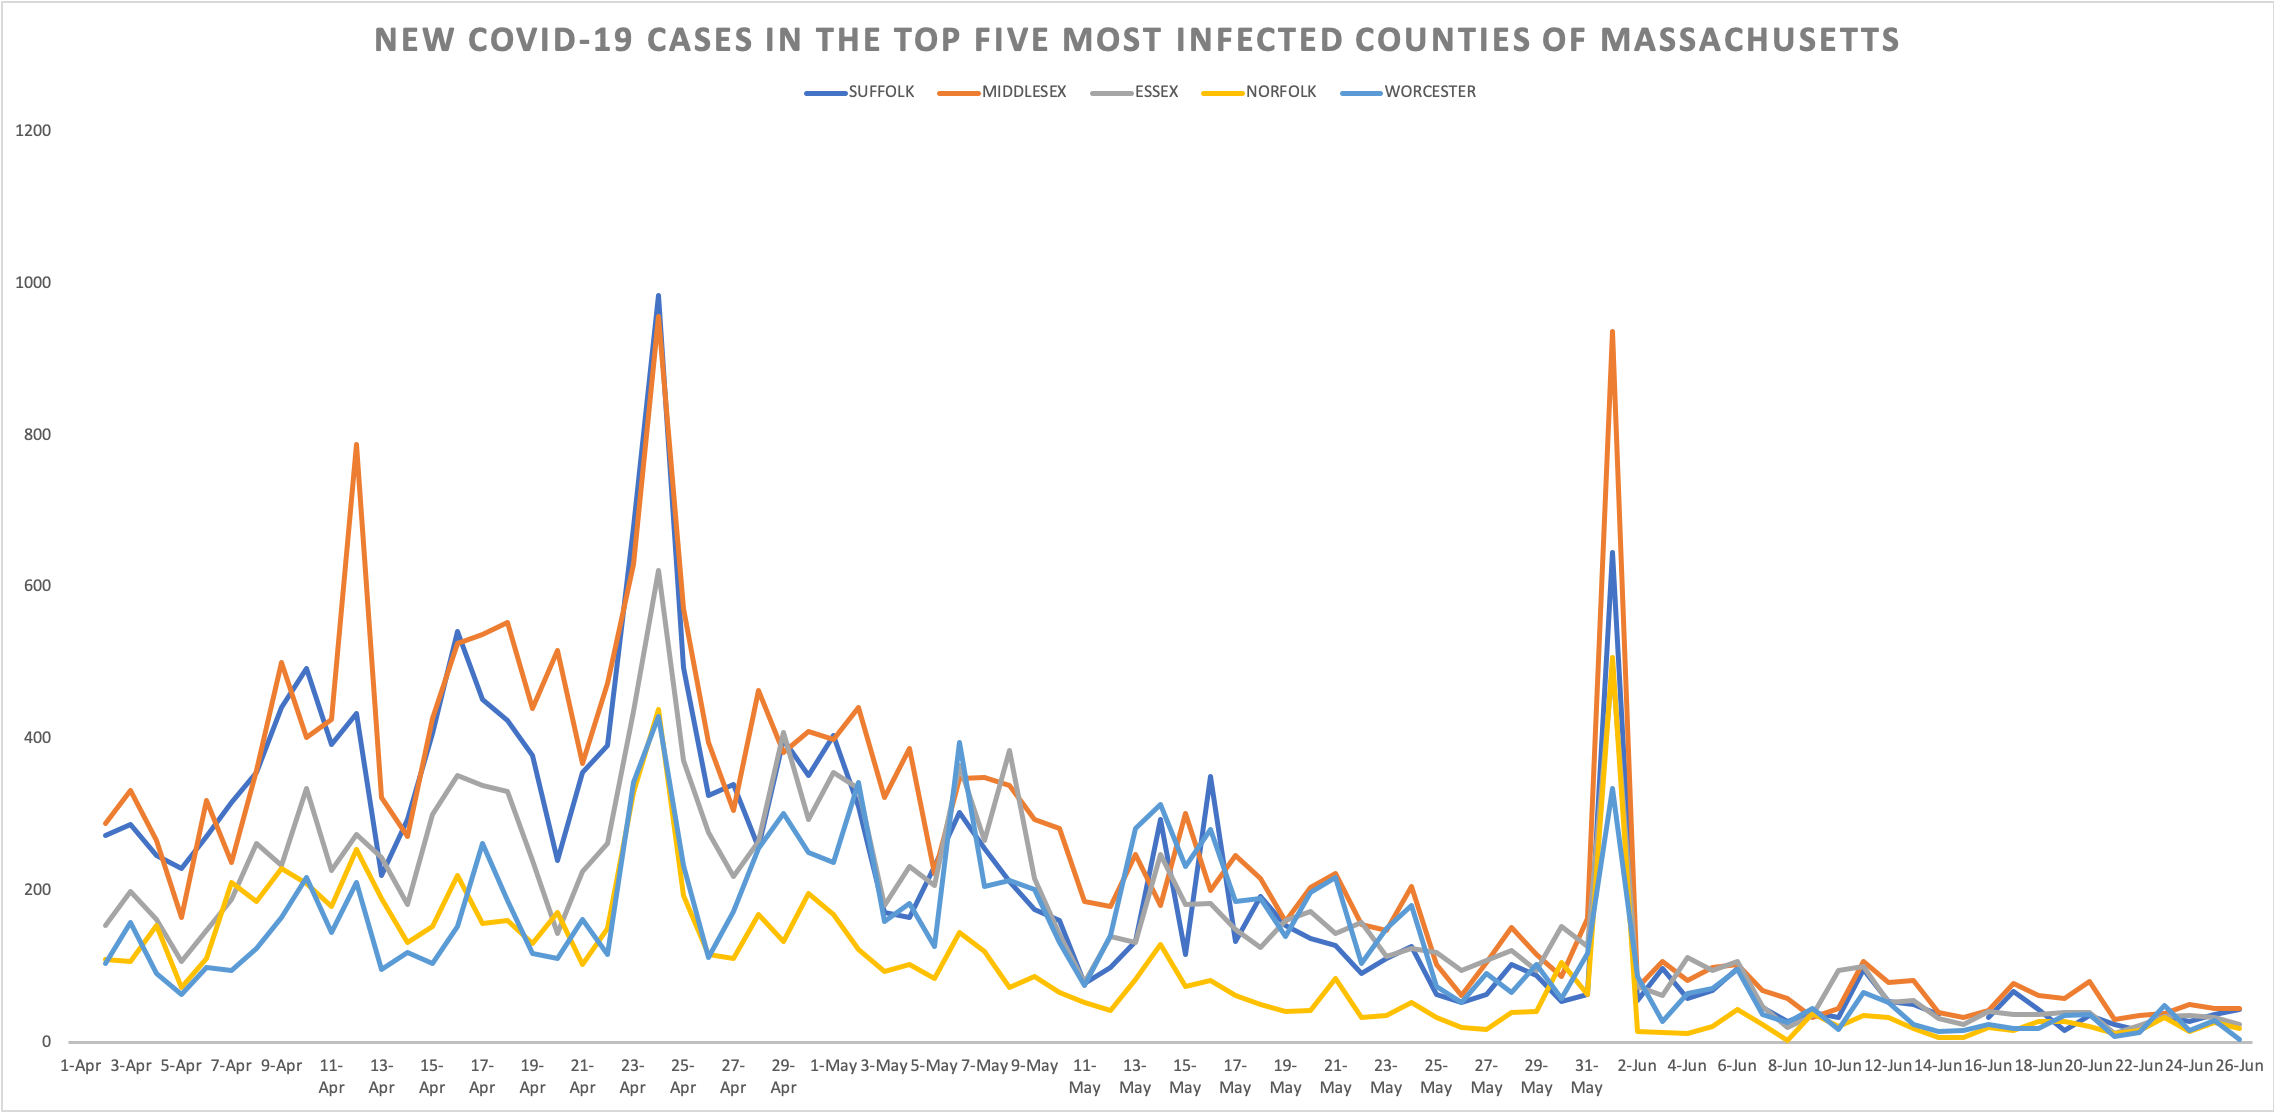 NEW COVID-19 CASES IN THE TOP FIVE MOST INFECTED COUNTIES OF MASSACHUSETTS
SUFFOLK MIDDLESEX ESSEX NORFOLK WORCESTER
1200
1000
800
600
400
200
0
1-Apr 3-Apr 5-Apr 7-Apr 9-Apr 11- 13- 15- 17- 19- 21- 23- 25- 27- 29- 1-May 3-May 5-May 7-May 9-May 11- 13- 15- 17- 19- 21- 23- 25- 27- 29- 31- 2-Jun 4-Jun 6-Jun 8-Jun 10-Jun 12-Jun 14-Jun 16-Jun 18-Jun 20-Jun 22-Jun 24-Jun 26-Jun
Apr Apr Apr Apr Apr Apr Apr Apr Apr Apr May May May May May May May May May May May